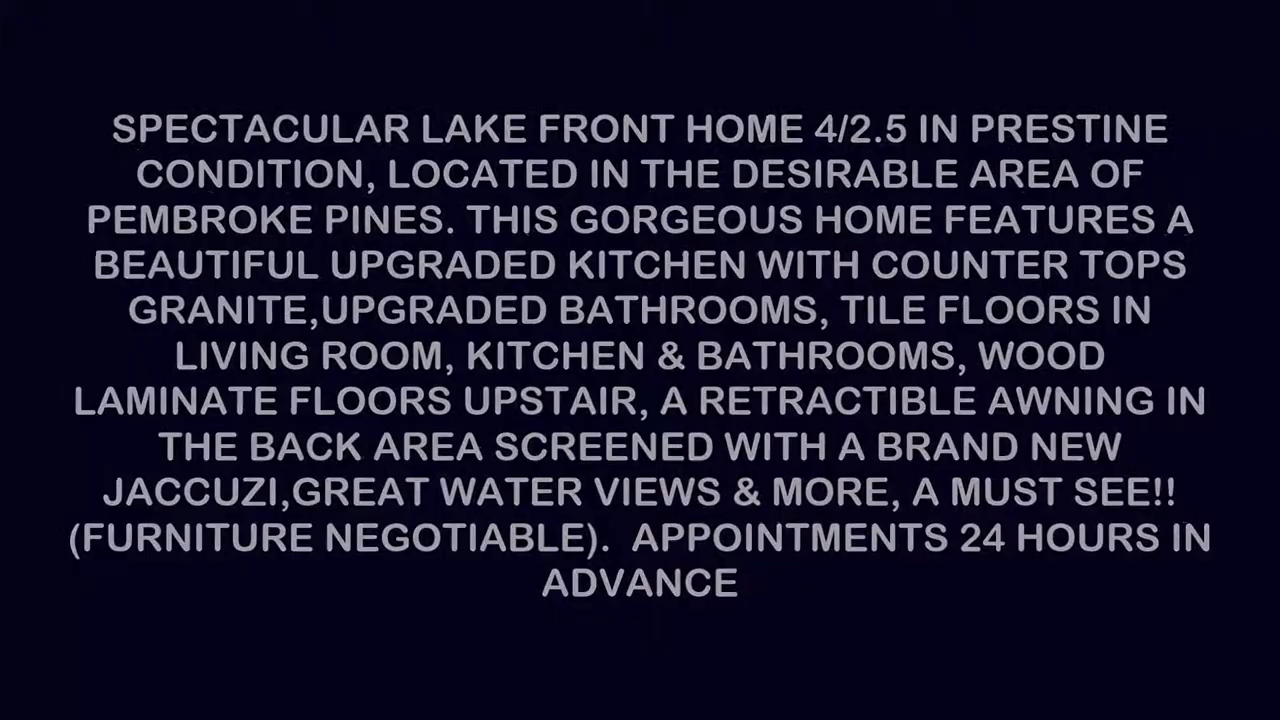 SPECTACULAR LAKE FRONT HOME 4/2.5 IN PRESTINE
CONDITION, LOCATED IN THE DESIRABLE AREA OF
PEMBROKE PINES. THIS GORGEOUS HOME FEATURES A
BEAUTIFUL UPGRADED KITCHEN WITH COUNTER TOPS
GRANITE,UPGRADED BATHROOMS, TILE FLOORS IN
LIVING ROOM, KITCHEN & BATHROOMS, WOOD
LAMINATE FLOORS UPSTAIR, A RETRACTIBLE AWNING IN
THE BACK AREA SCREENED WITH A BRAND NEW
JACCUZI,GREAT WATER VIEWS & MORE, A MUST SEE!!
(FURNITURE NEGOTIABLE).  APPOINTMENTS 24 HOURS IN
ADVANCE